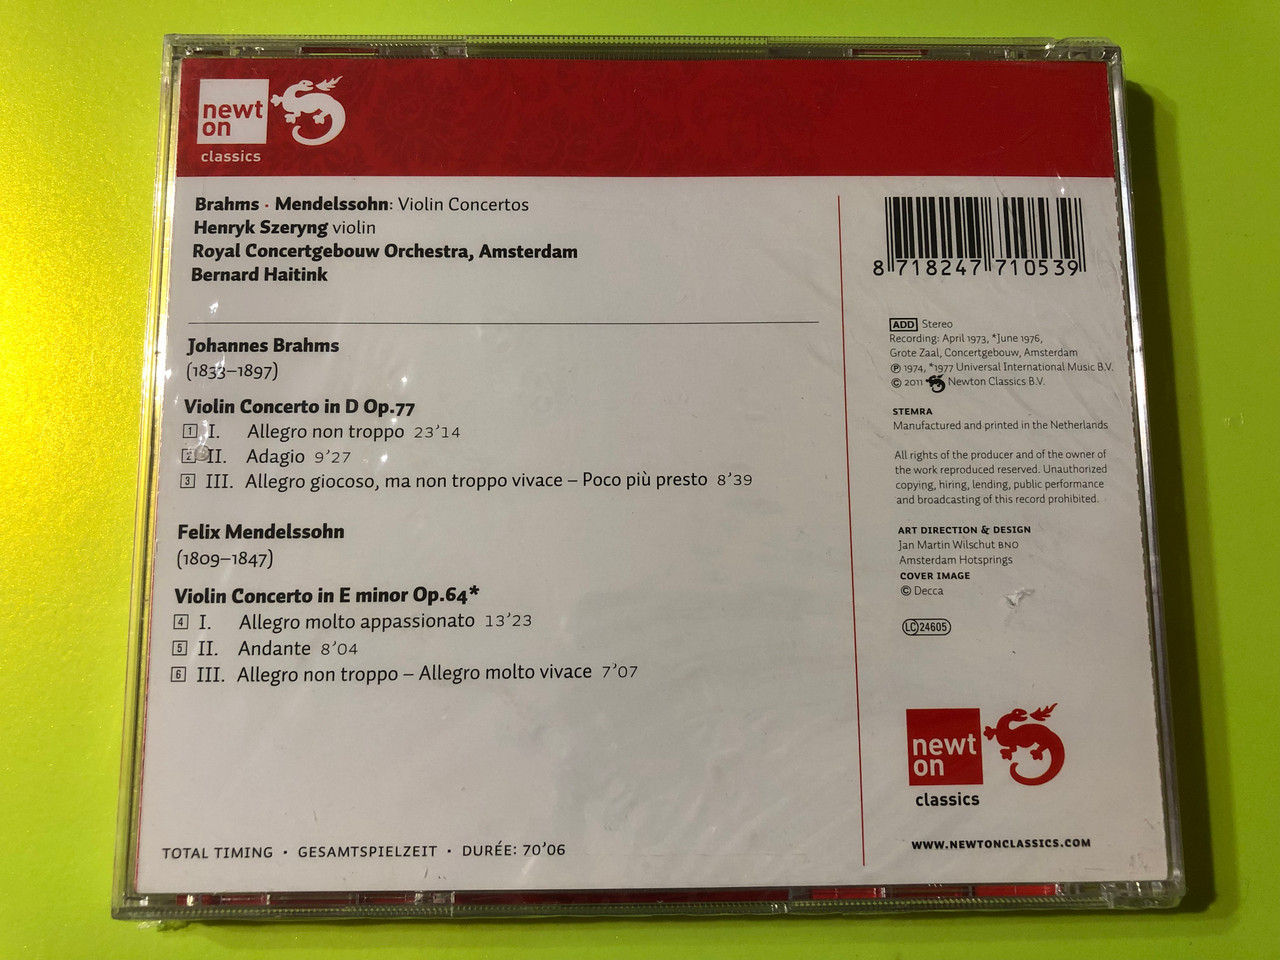 newt
on
classics
Brahms · Mendelssohn: Violin Concertos
Henryk Szeryng violin
Royal Concertgebouw Orchestra, Amsterdam
Bernard Haitink
Johannes Brahms
(1833–1897)
Violin Concerto in D Op.77
1 I. Allegro non troppo 23’14
2 II. Adagio 9’27
3 III. Allegro giocoso, ma non troppo vivace – Poco più presto 8’39
Felix Mendelssohn
(1809–1847)
Violin Concerto in E minor Op.64*
4 I. Allegro molto appassionato 13’23
5 II. Andante 8’04
6 III. Allegro non troppo – Allegro molto vivace 7’07
TOTAL TIMING · GESAMTSPIELZEIT · DURÉE: 70’06
8 718247 710539
ADD Stereo
Recording: April 1973, *June 1976,
Grote Zaal, Concertgebouw, Amsterdam
℗ 1974, *1977 Universal International Music B.V.
© 2011 Newton Classics B.V.
STEMRA
Manufactured and printed in the Netherlands
All rights of the producer and of the owner of
the work reproduced reserved. Unauthorized
copying, hiring, lending, public performance
and broadcasting of this record prohibited.
ART DIRECTION & DESIGN
Jan Martin Wilschut BNO
Amsterdam Hotsprings
COVER IMAGE
© Decca
LC 24605
newt
on
classics
WWW.NEWTONCLASSICS.COM